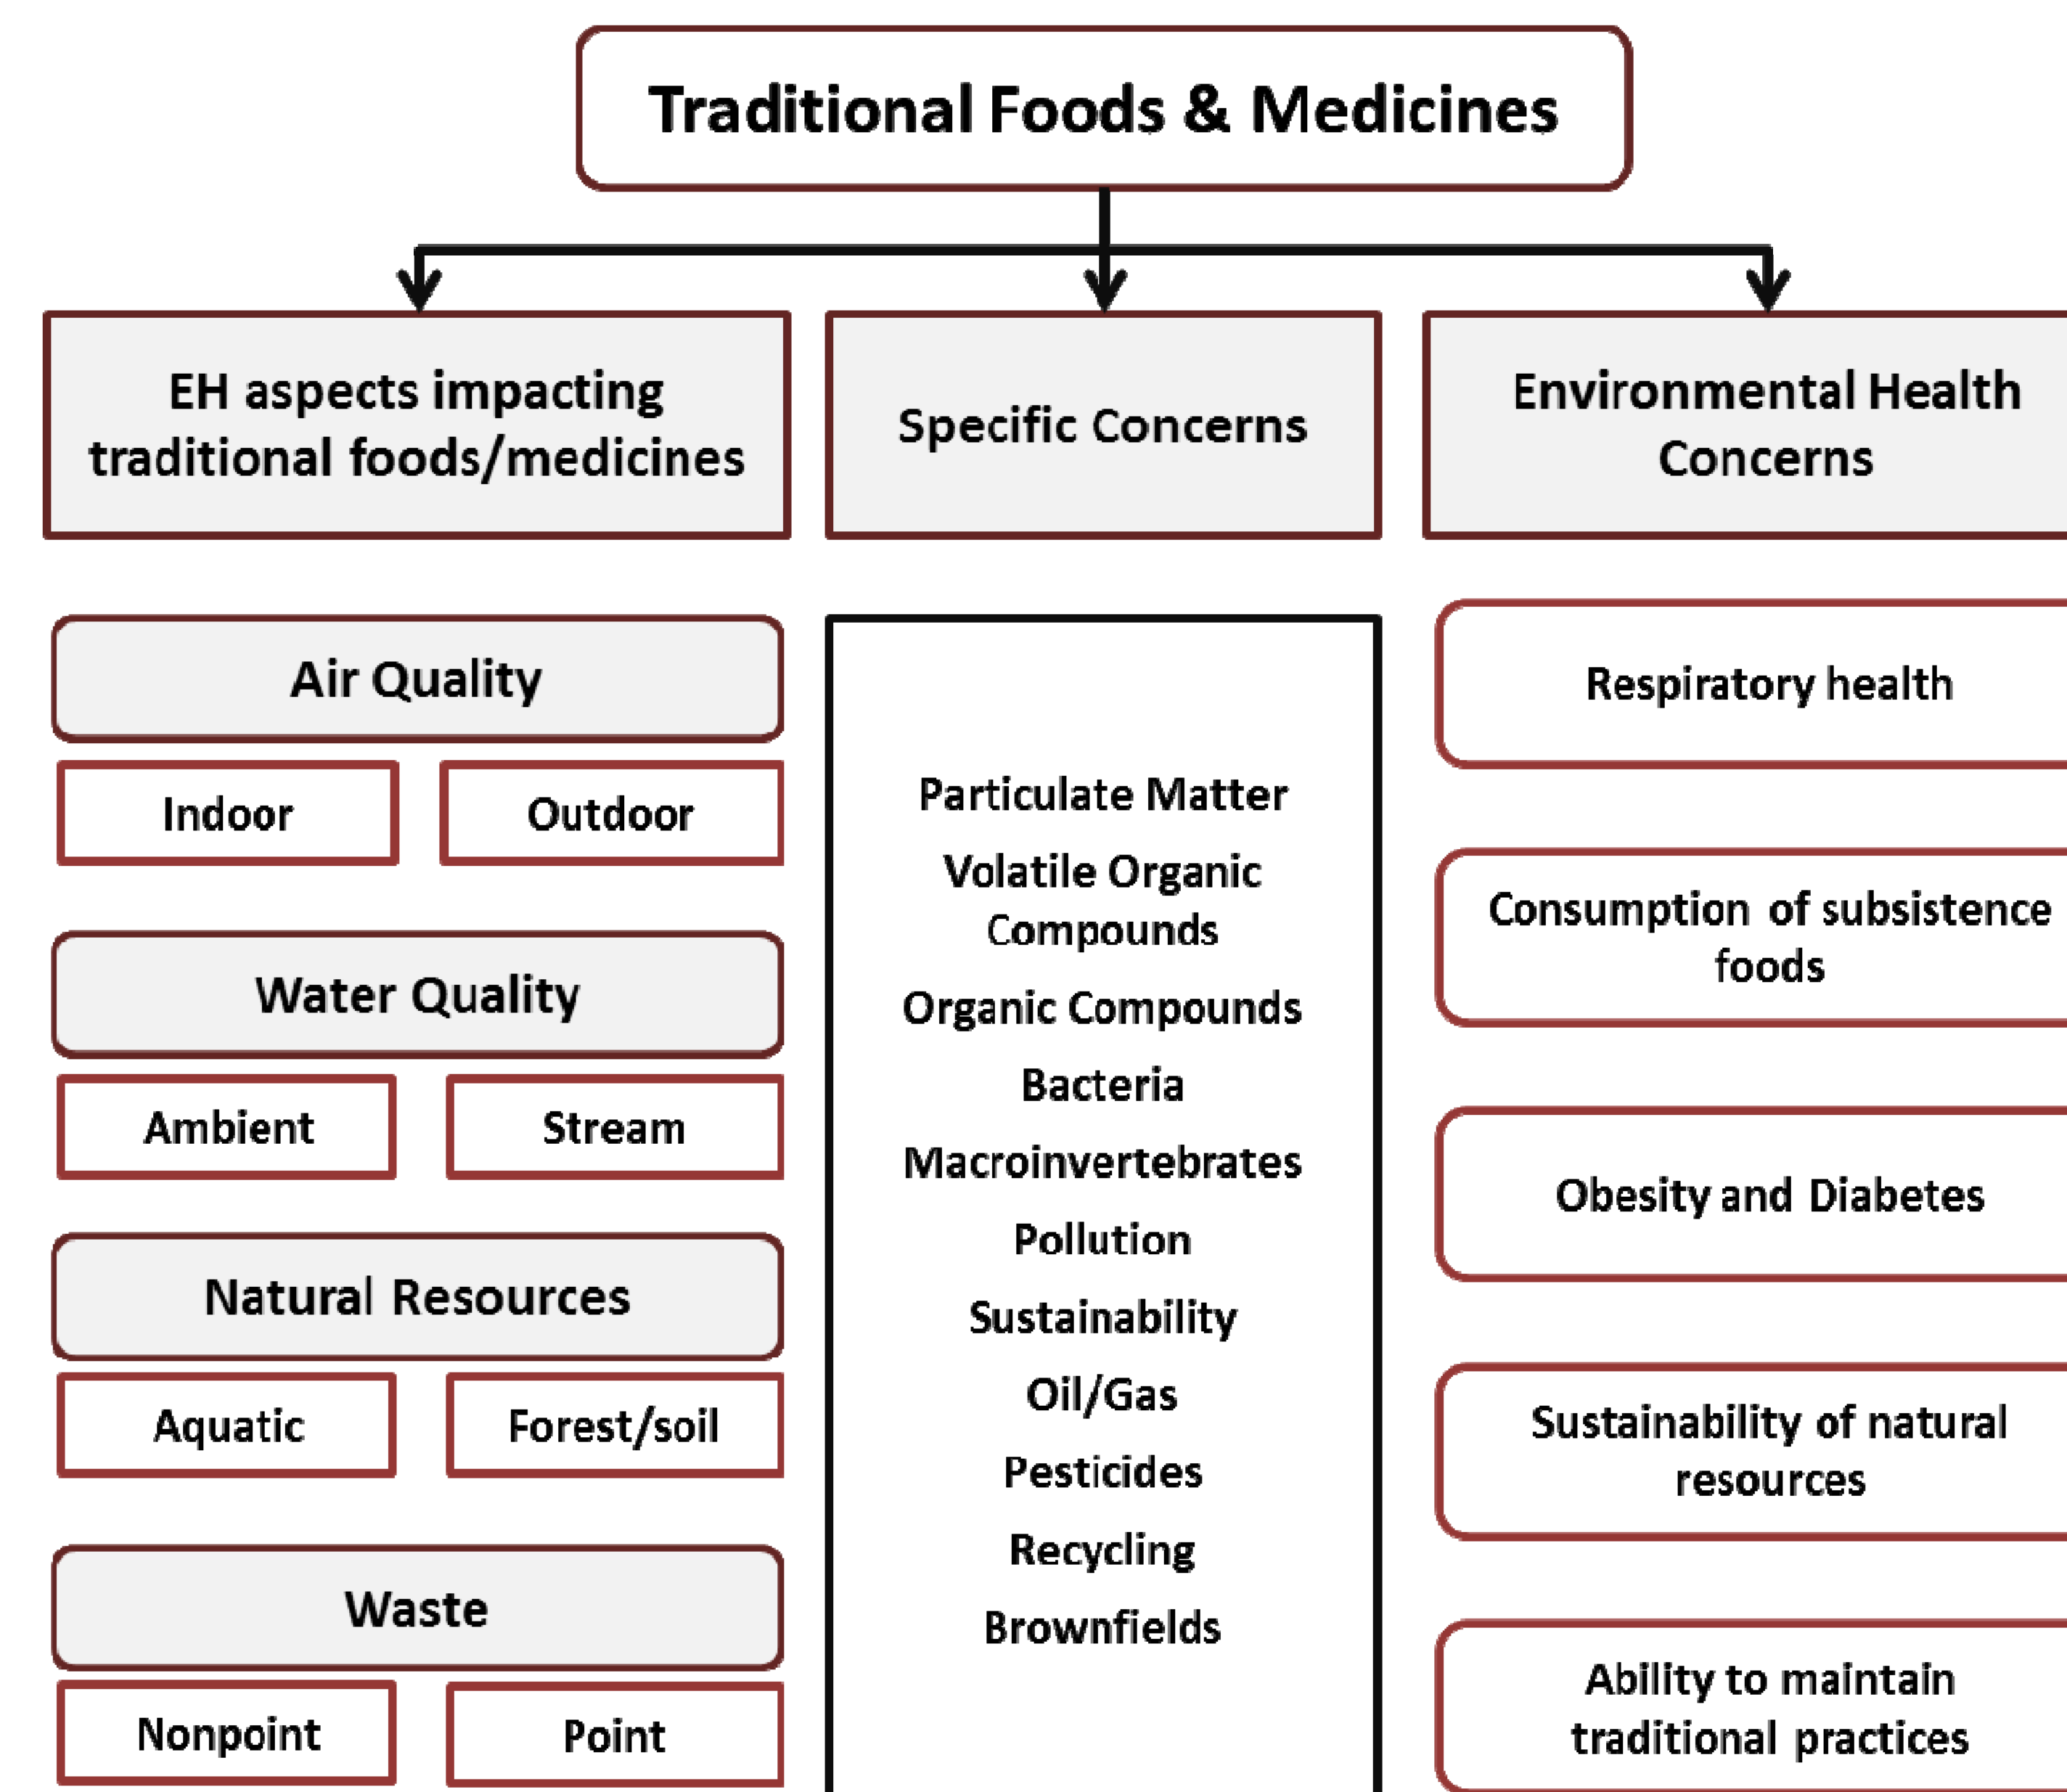 Traditional Foods & Medicines
EH aspects impacting
traditional foods/medicines
Specific Concerns
Environmental Health
Concerns
Air Quality
Indoor
Outdoor
Water Quality
Ambient
Stream
Natural Resources
Aquatic
Forest/soil
Waste
Nonpoint
Point
Particulate Matter
Volatile Organic
Compounds
Organic Compounds
Bacteria
Macroinvertebrates
Pollution
Sustainability
Oil/Gas
Pesticides
Recycling
Brownfields
Respiratory health
Consumption of subsistence
foods
Obesity and Diabetes
Sustainability of natural
resources
Ability to maintain
traditional practices